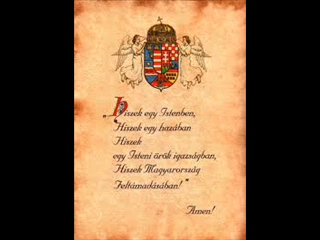 „Hiszek egy Istenben,
Hiszek egy hazában
Hiszek
egy Isteni örök igazságban,
Hiszek Magyarország
Feltámadásában!"
Amen!